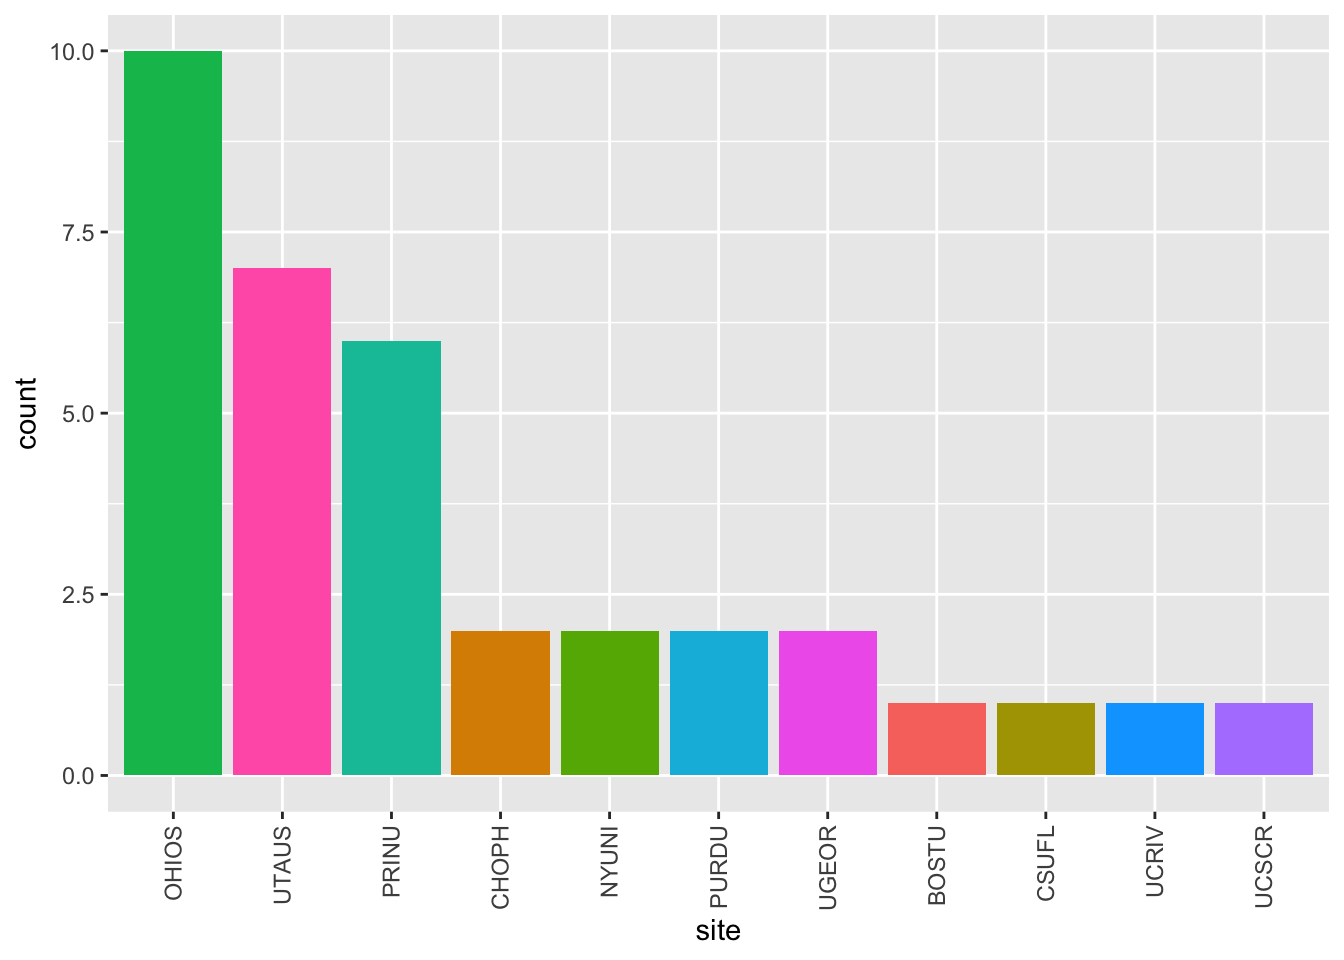 10.0
7.5
5.0
2.5
0.0
count
OHIOS
UTAUS
PRINU
CHOPH
NYUNI
PURDU
UGEOR
BOSTU
CSUFL
UCRIV
UCSCR
site